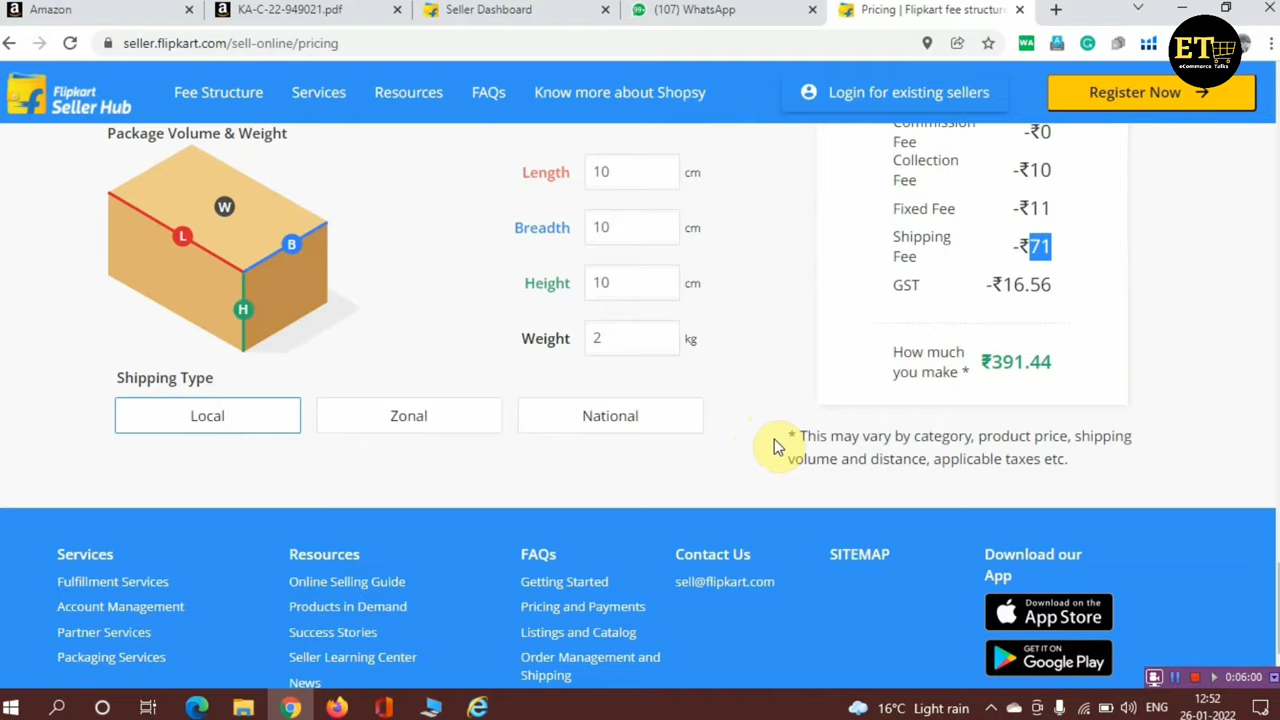 Amazon
KA-C-22-949021.pdf
Seller Dashboard
(107) WhatsApp
Pricing | Flipkart fee structure
seller.flipkart.com/sell-online/pricing
ET
eCommerce Talks
Flipkart
Seller Hub
Fee Structure
Services
Resources
FAQs
Know more about Shopsy
Login for existing sellers
Register Now →
Package Volume & Weight
W
L
B
H
Length 10 cm
Breadth 10 cm
Height 10 cm
Weight 2 kg
Shipping Type
Local
Zonal
National
Commission
Fee
-₹0
Collection
Fee
-₹10
Fixed Fee -₹11
Shipping
Fee
-₹71
GST -₹16.56
How much
you make *
₹391.44
* This may vary by category, product price, shipping
volume and distance, applicable taxes etc.
Services
Fulfillment Services
Account Management
Partner Services
Packaging Services
Resources
Online Selling Guide
Products in Demand
Success Stories
Seller Learning Center
News
FAQs
Getting Started
Pricing and Payments
Listings and Catalog
Order Management and
Shipping
Contact Us
sell@flipkart.com
SITEMAP
Download our
App
Download on the
App Store
GET IT ON
Google Play
0:06:00
16°C Light rain
ENG
12:52
26-01-2022